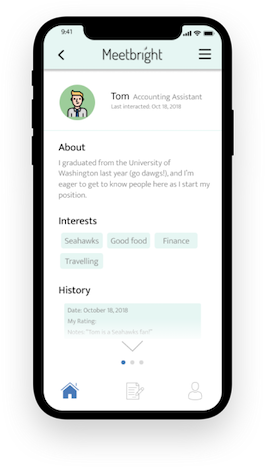 9:41
Meetbright
Tom Accounting Assistant
Last interacted: Oct 18, 2018
About
I graduated from the University of
Washington last year (go dawgs!), and I'm
eager to get to know people here as I start my
position.
Interests
Seahawks Good food Finance
Travelling
History
Date: October 18, 2018
My Rating:
Notes: "Tom is a Seahawks fan!"